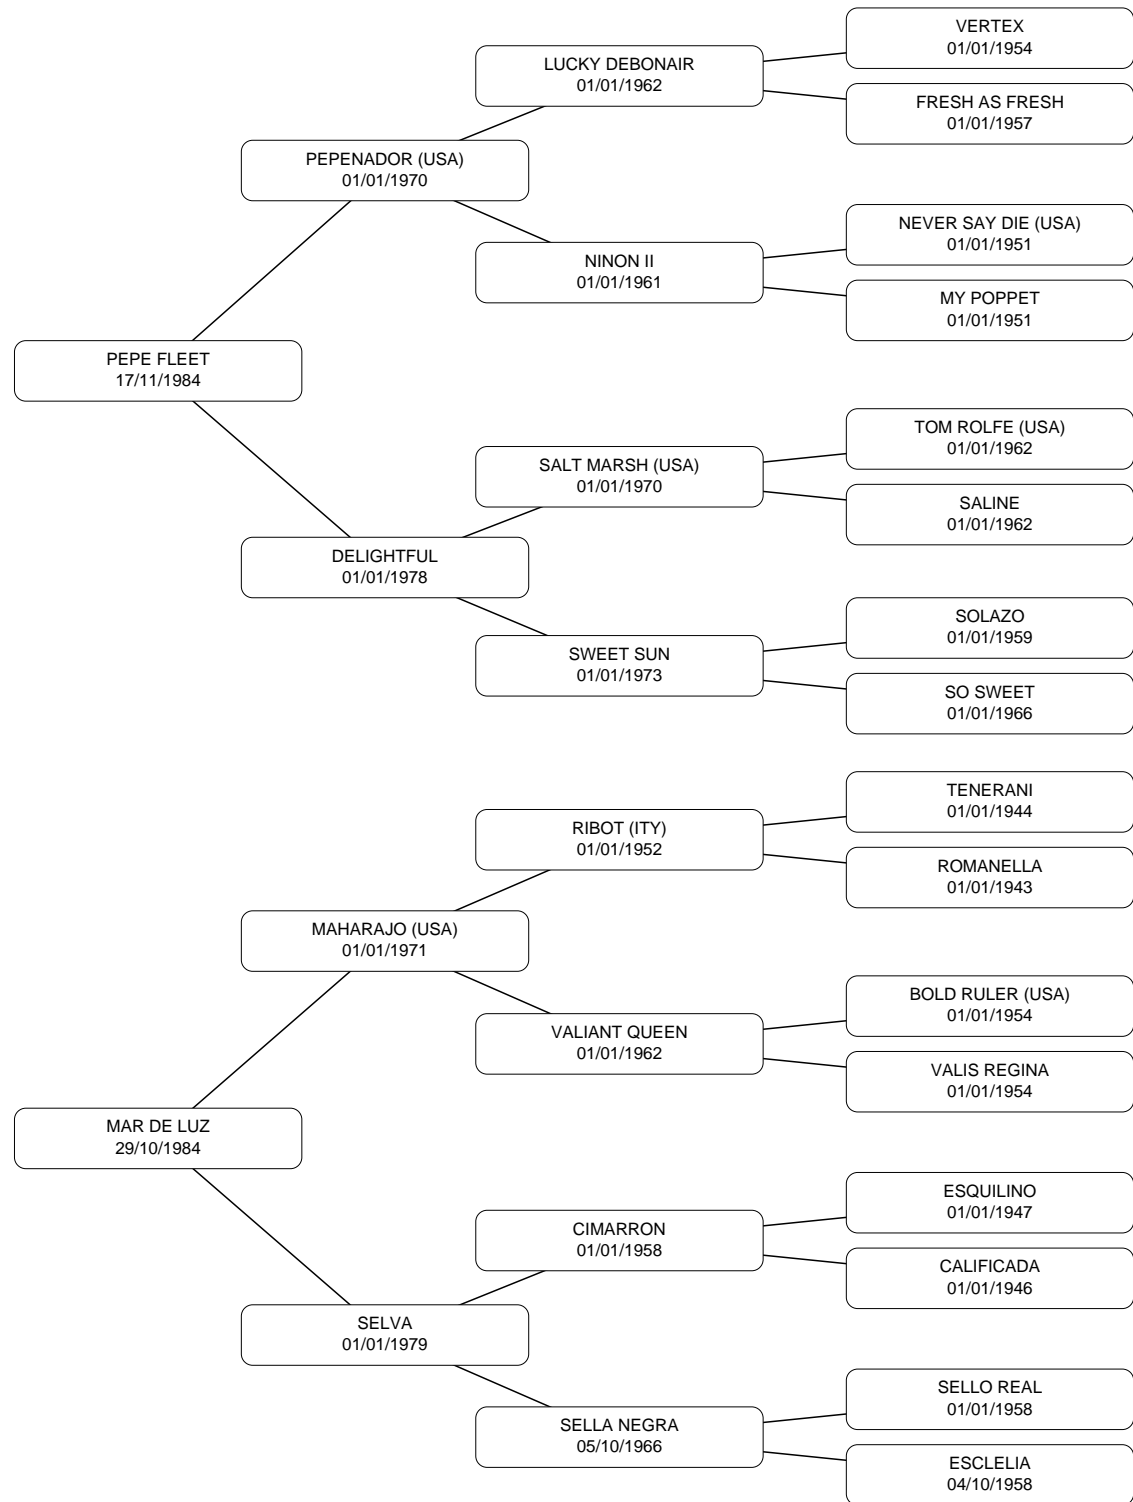 VERTEX
01/01/1954
LUCKY DEBONAIR
01/01/1962
FRESH AS FRESH
01/01/1957
PEPENADOR (USA)
01/01/1970
NEVER SAY DIE (USA)
01/01/1951
NINON II
01/01/1961
MY POPPET
01/01/1951
PEPE FLEET
17/11/1984
TOM ROLFE (USA)
01/01/1962
SALT MARSH (USA)
01/01/1970
SALINE
01/01/1962
DELIGHTFUL
01/01/1978
SOLAZO
01/01/1959
SWEET SUN
01/01/1973
SO SWEET
01/01/1966
TENERANI
01/01/1944
RIBOT (ITY)
01/01/1952
ROMANELLA
01/01/1943
MAHARAJO (USA)
01/01/1971
BOLD RULER (USA)
01/01/1954
VALIANT QUEEN
01/01/1962
VALIS REGINA
01/01/1954
MAR DE LUZ
29/10/1984
ESQUILINO
01/01/1947
CIMARRON
01/01/1958
CALIFICADA
01/01/1946
SELVA
01/01/1979
SELLO REAL
01/01/1958
SELLA NEGRA
05/10/1966
ESCLELIA
04/10/1958